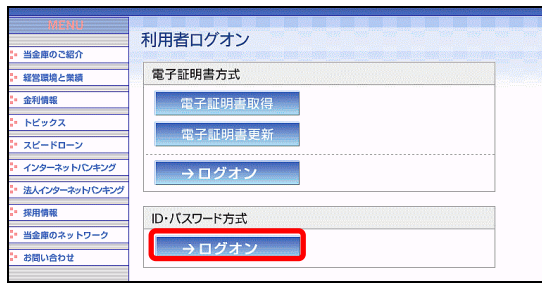 MENU
当金庫のご紹介
経営環境と業績
金利情報
トピックス
スピードローン
インターネットバンキング
法人インターネットバンキング
採用情報
当金庫のネットワーク
お問い合わせ
利用者ログオン
電子証明書方式
電子証明書取得
電子証明書更新
→ログオン
ID・パスワード方式
→ログオン